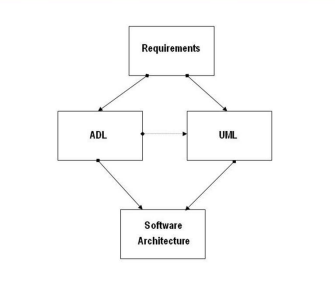 Requirements
ADL
UML
Software
Architecture